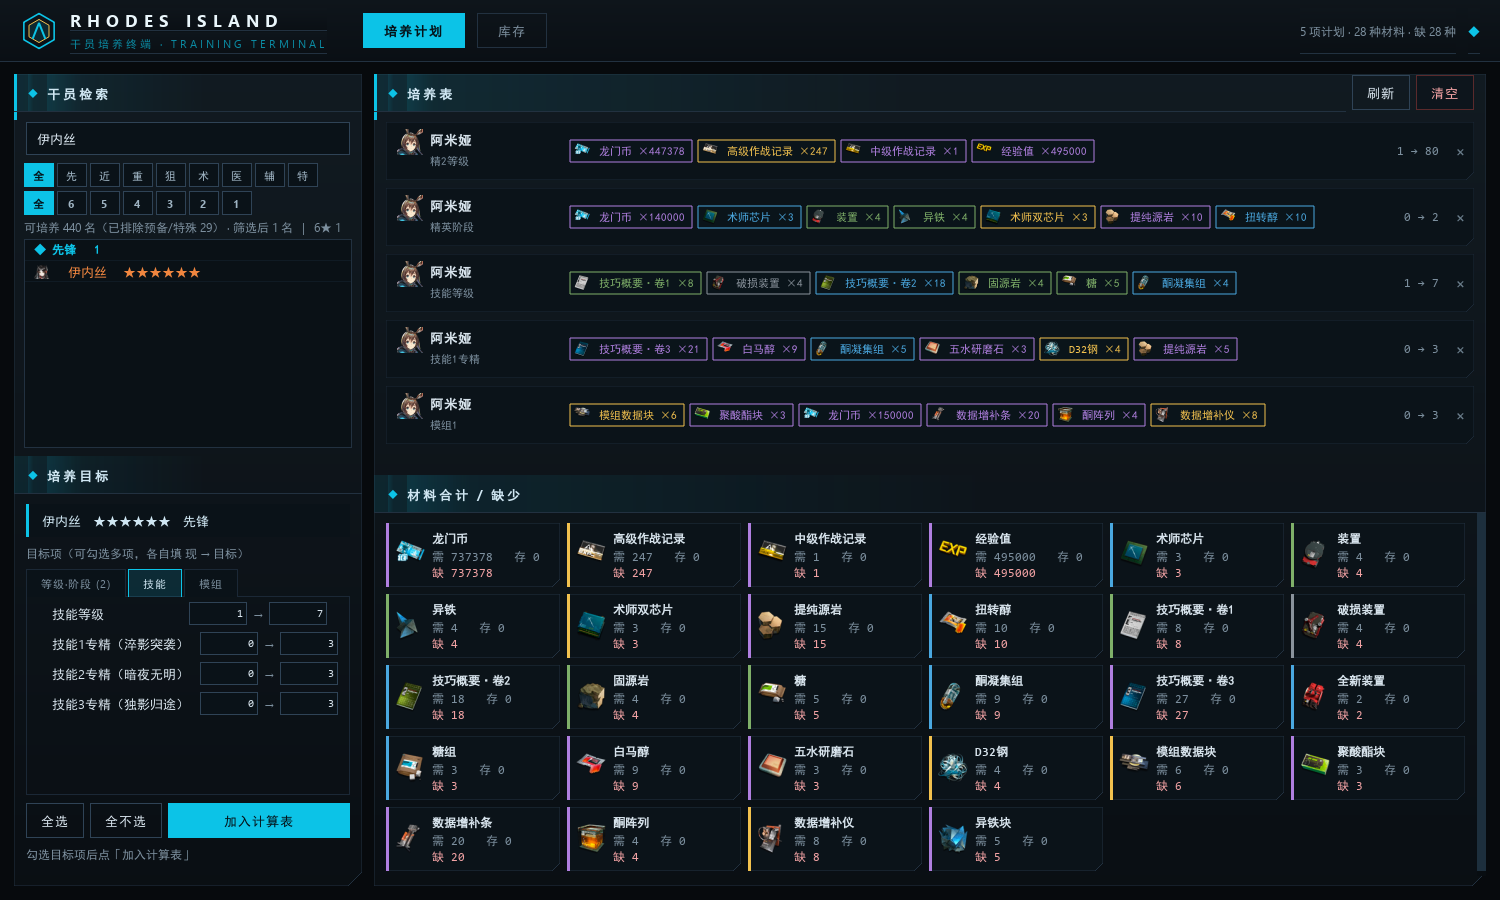 RHODES ISLAND
干员培养终端 · TRAINING TERMINAL
培养计划
库存
5 项计划 · 28 种材料 · 缺 28 种
干员检索
伊内丝
全 先 近 重 狙 术 医 辅 特
全 6 5 4 3 2 1
可培养 440 名（已排除预备/特殊 29） · 筛选后 1 名 | 6★ 1
先锋 1
伊内丝 ★★★★★★
培养目标
伊内丝 ★★★★★★ 先锋
目标项（可勾选多项，各自填 现 → 目标）
等级·阶段 (2) 技能 模组
技能等级 1 → 7
技能1专精（淬影突袭） 0 → 3
技能2专精（暗夜无明） 0 → 3
技能3专精（独影归途） 0 → 3
全选 全不选 加入计算表
勾选目标项后点「加入计算表」
培养表
刷新 清空
阿米娅
精2等级
龙门币 ×447378 高级作战记录 ×247 中级作战记录 ×1 经验值 ×495000
1 → 80 ×
阿米娅
精英阶段
龙门币 ×140000 术师芯片 ×3 装置 ×4 异铁 ×4 术师双芯片 ×3 提纯源岩 ×10 扭转醇 ×10
0 → 2 ×
阿米娅
技能等级
技巧概要·卷1 ×8 破损装置 ×4 技巧概要·卷2 ×18 固源岩 ×4 糖 ×5 酮凝集组 ×4
1 → 7 ×
阿米娅
技能1专精
技巧概要·卷3 ×21 白马醇 ×9 酮凝集组 ×5 五水研磨石 ×3 D32钢 ×4 提纯源岩 ×5
0 → 3 ×
阿米娅
模组1
模组数据块 ×6 聚酸酯块 ×3 龙门币 ×150000 数据增补条 ×20 酮阵列 ×4 数据增补仪 ×8
0 → 3 ×
材料合计 / 缺少
龙门币
需 737378 存 0
缺 737378
高级作战记录
需 247 存 0
缺 247
中级作战记录
需 1 存 0
缺 1
EXP
经验值
需 495000 存 0
缺 495000
术师芯片
需 3 存 0
缺 3
装置
需 4 存 0
缺 4
异铁
需 4 存 0
缺 4
术师双芯片
需 3 存 0
缺 3
提纯源岩
需 15 存 0
缺 15
扭转醇
需 10 存 0
缺 10
技巧概要·卷1
需 8 存 0
缺 8
破损装置
需 4 存 0
缺 4
技巧概要·卷2
需 18 存 0
缺 18
固源岩
需 4 存 0
缺 4
糖
需 5 存 0
缺 5
酮凝集组
需 9 存 0
缺 9
技巧概要·卷3
需 27 存 0
缺 27
全新装置
需 2 存 0
缺 2
糖组
需 3 存 0
缺 3
白马醇
需 9 存 0
缺 9
五水研磨石
需 3 存 0
缺 3
D32钢
需 4 存 0
缺 4
模组数据块
需 6 存 0
缺 6
聚酸酯块
需 3 存 0
缺 3
数据增补条
需 20 存 0
缺 20
酮阵列
需 4 存 0
缺 4
数据增补仪
需 8 存 0
缺 8
异铁块
需 5 存 0
缺 5